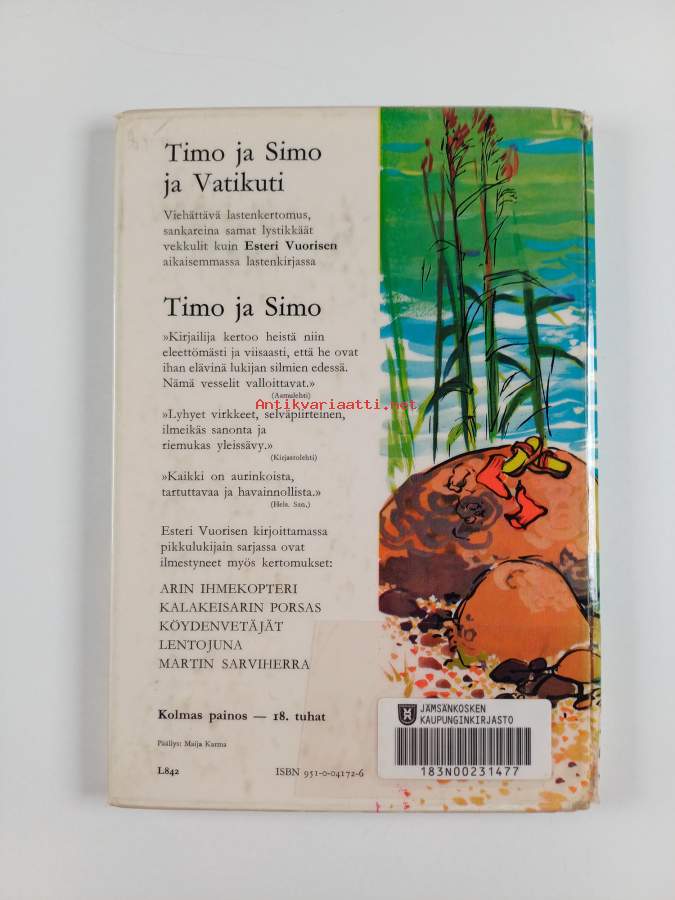 Timo ja Simo
ja Vatikuti
Viehättävä lastenkertomus,
sankareina samat lystikkäät
vekkulit kuin Esteri Vuorisen
aikaisemmassa lastenkirjassa
Timo ja Simo
»Kirjailija kertoo heistä niin
eleettömästi ja viisaasti, että he ovat
ihan elävinä lukijan silmien edessä.
Nämä vesselit valloittavat.»
(Aamulehti)
Antikvariaatti.net
»Lyhyet virkkeet, selväpiirteinen,
ilmeikäs sanonta ja
riemukas yleissävy.»
(Kirjastolehti)
»Kaikki on aurinkoista,
tartuttavaa ja havainnollista.»
(Hels. San.)
Esteri Vuorisen kirjoittamassa
pikkulukijain sarjassa ovat
ilmestyneet myös kertomukset:
ARIN IHMEKOPTERI
KALAKEISARIN PORSAS
KÖYDENVETÄJÄT
LENTOJUNA
MARTIN SARVIHERRA
Kolmas painos — 18. tuhat
Päällys: Maija Karma
L842
ISBN 951-0-04172-6
JÄMSÄNKOSKEN
KAUPUNGINKIRJASTO
183N00231477